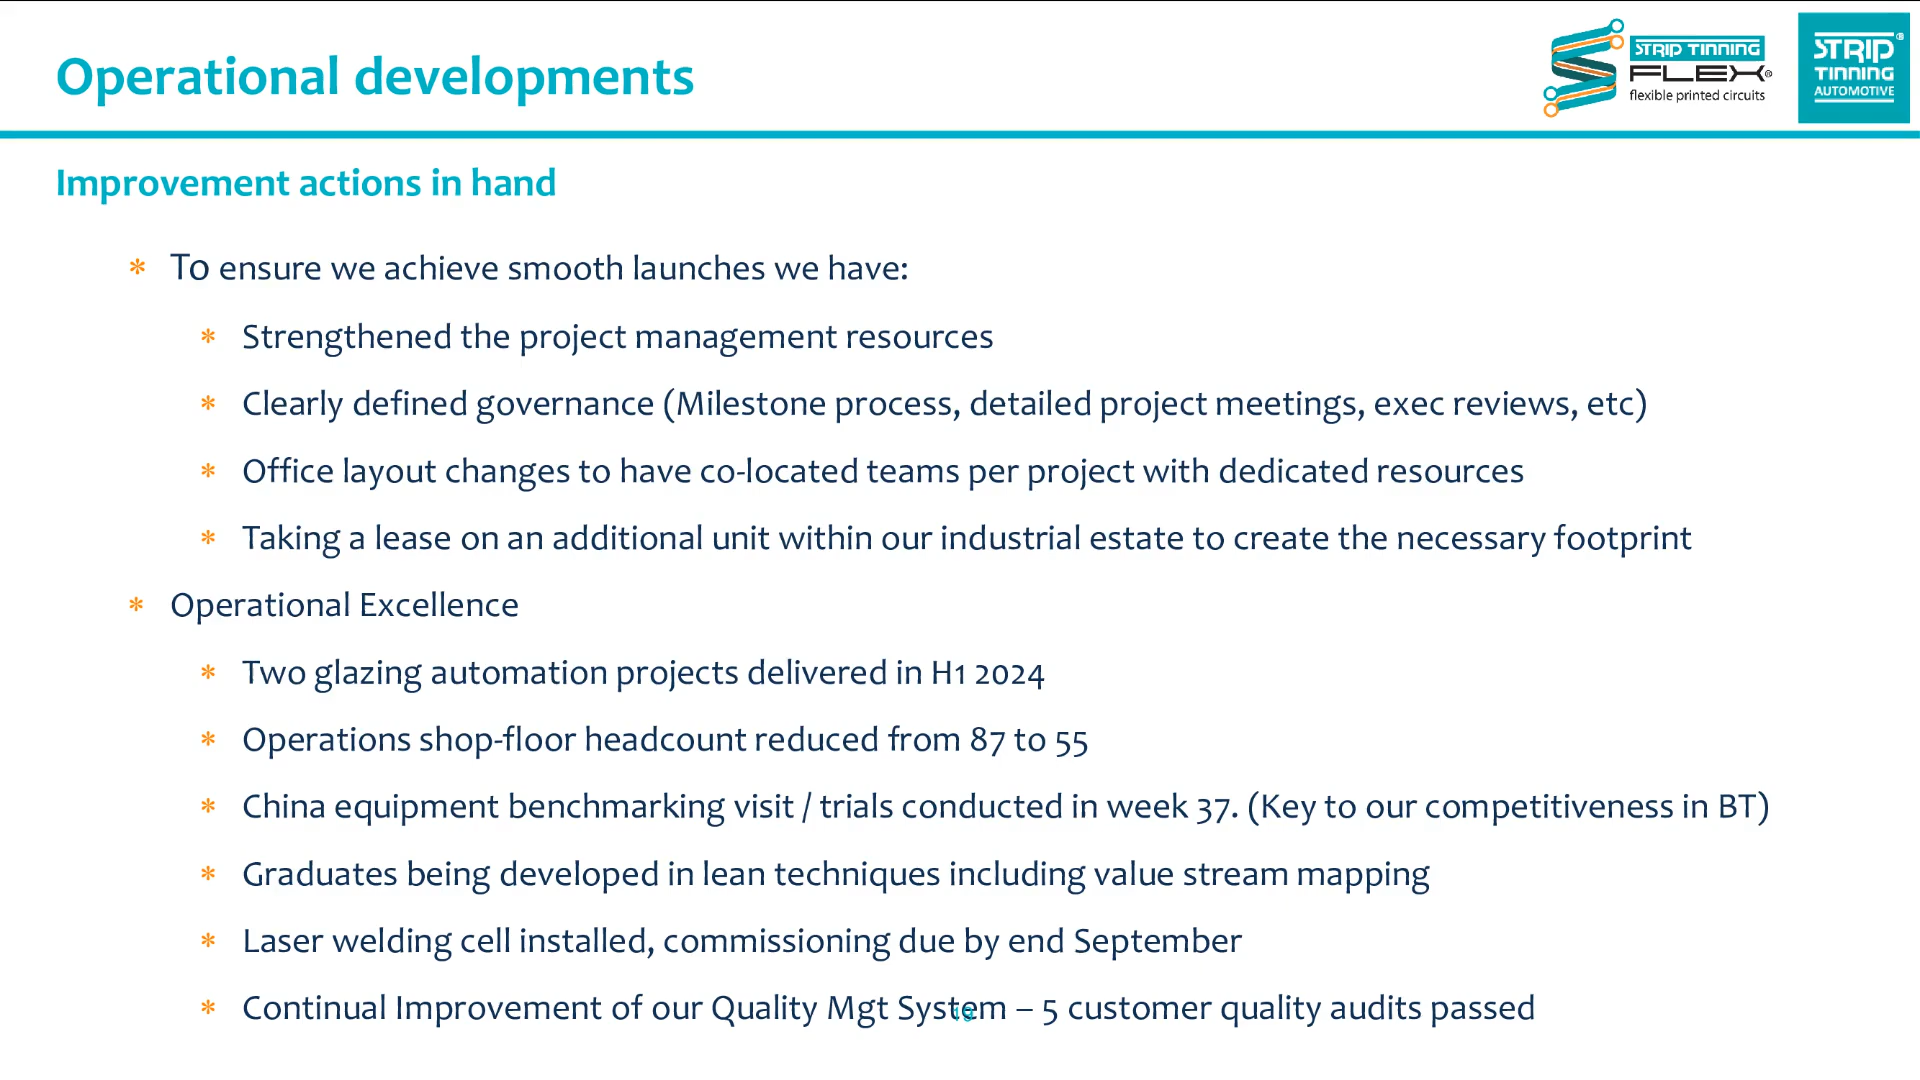 Operational developments
STRIP TINNING
FLEX®
flexible printed circuits
STRIP®
TINNING
AUTOMOTIVE
Improvement actions in hand
* To ensure we achieve smooth launches we have:
* Strengthened the project management resources
* Clearly defined governance (Milestone process, detailed project meetings, exec reviews, etc)
* Office layout changes to have co-located teams per project with dedicated resources
* Taking a lease on an additional unit within our industrial estate to create the necessary footprint
* Operational Excellence
* Two glazing automation projects delivered in H1 2024
* Operations shop-floor headcount reduced from 87 to 55
* China equipment benchmarking visit / trials conducted in week 37. (Key to our competitiveness in BT)
* Graduates being developed in lean techniques including value stream mapping
* Laser welding cell installed, commissioning due by end September
* Continual Improvement of our Quality Mgt System – 5 customer quality audits passed